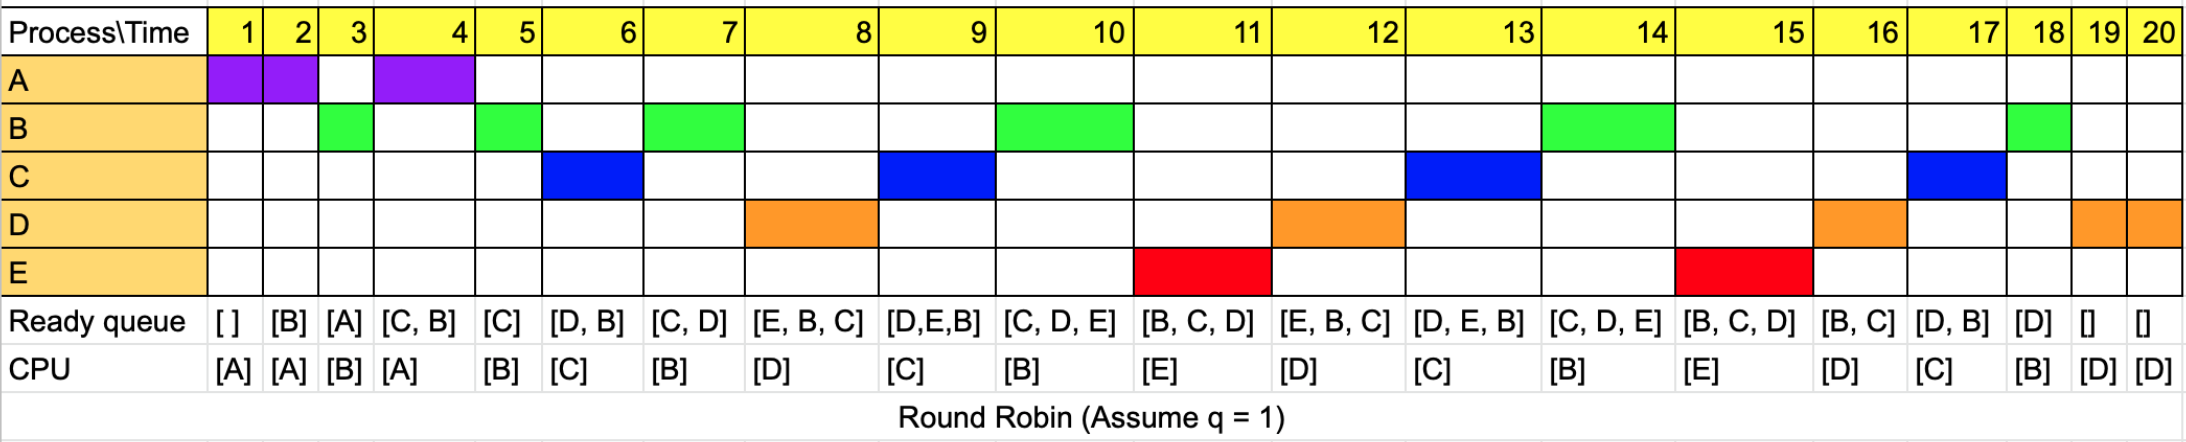 Process\Time 1 2 3 4 5 6 7 8 9 10 11 12 13 14 15 16 17 18 19 20
A
B
C
D
E
Ready queue [ ] [B] [A] [C, B] [C] [D, B] [C, D] [E, B, C] [D,E,B] [C, D, E] [B, C, D] [E, B, C] [D, E, B] [C, D, E] [B, C, D] [B, C] [D, B] [D] [] []
CPU [A] [A] [B] [A] [B] [C] [B] [D] [C] [B] [E] [D] [C] [B] [E] [D] [C] [B] [D] [D]
Round Robin (Assume q = 1)